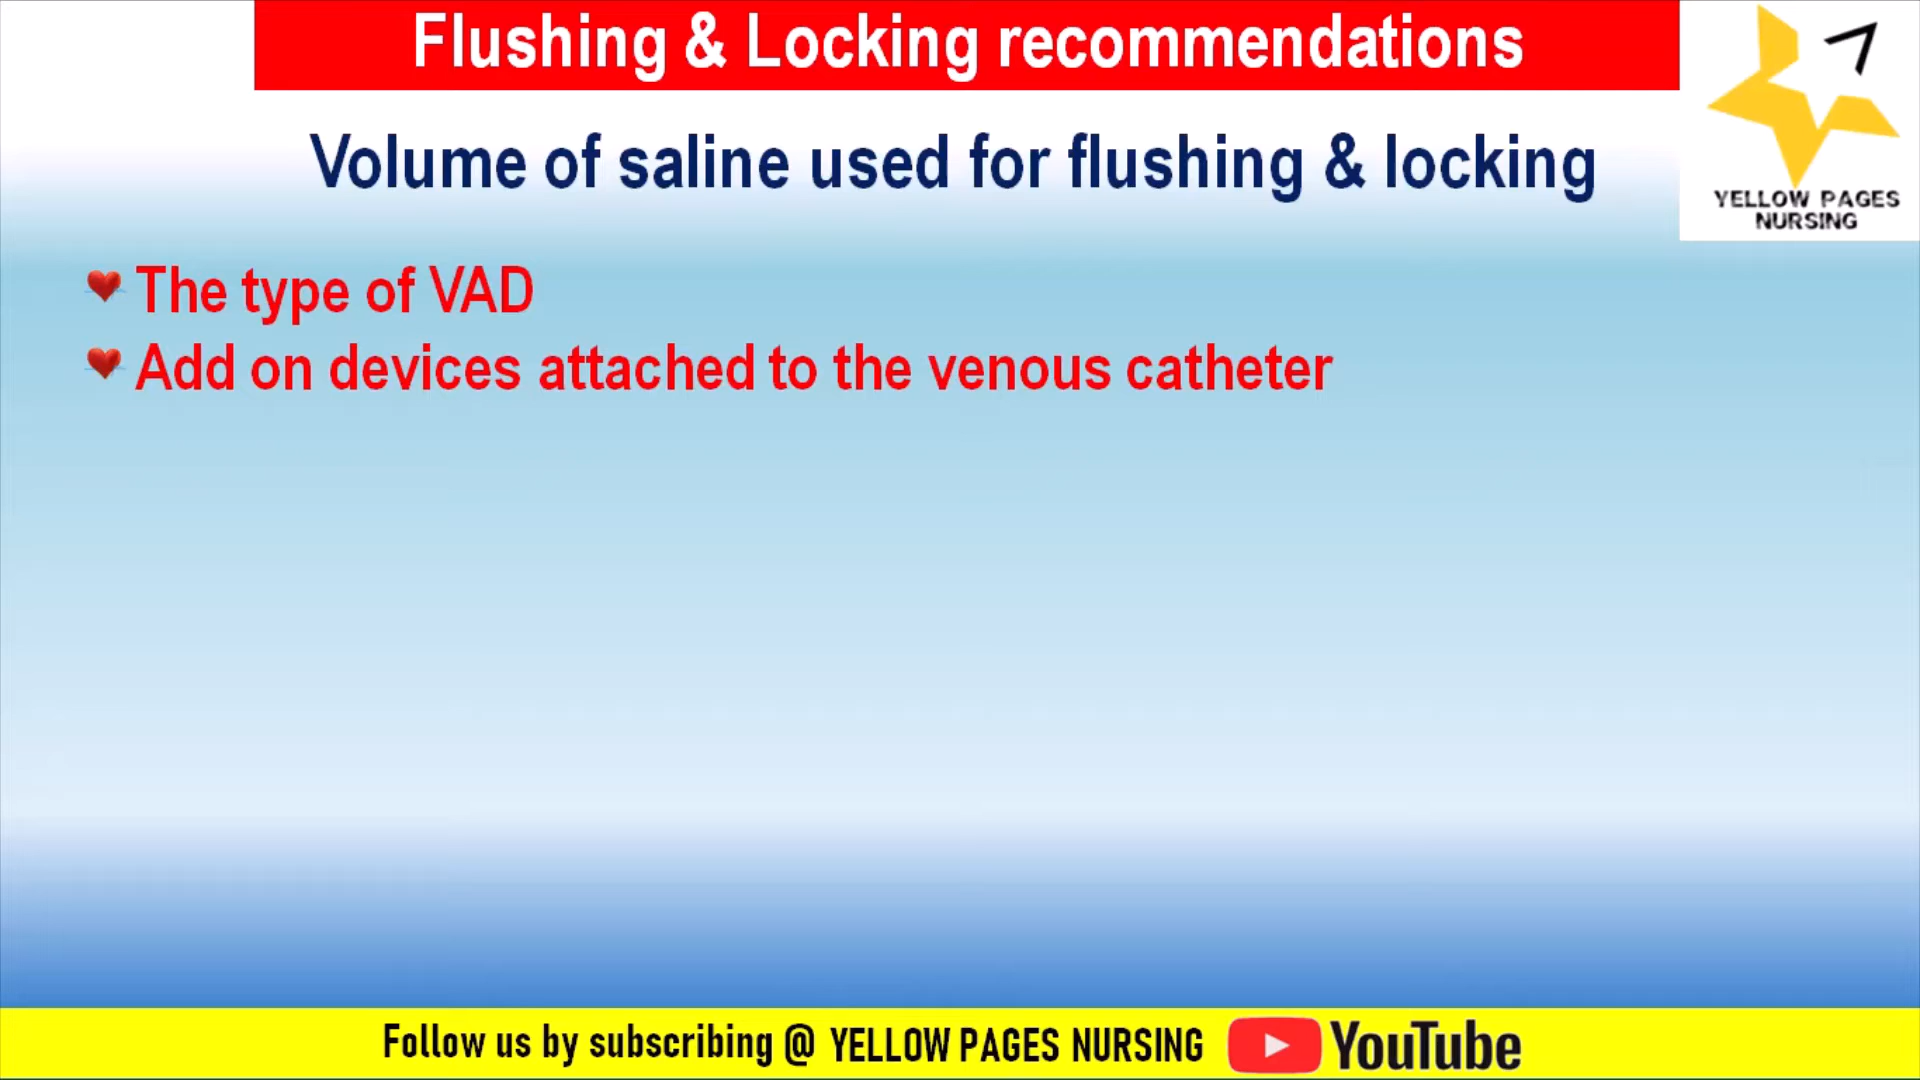 Flushing & Locking recommendations
Volume of saline used for flushing & locking
YELLOW PAGES
NURSING
The type of VAD
Add on devices attached to the venous catheter
Follow us by subscribing @ YELLOW PAGES NURSING YouTube